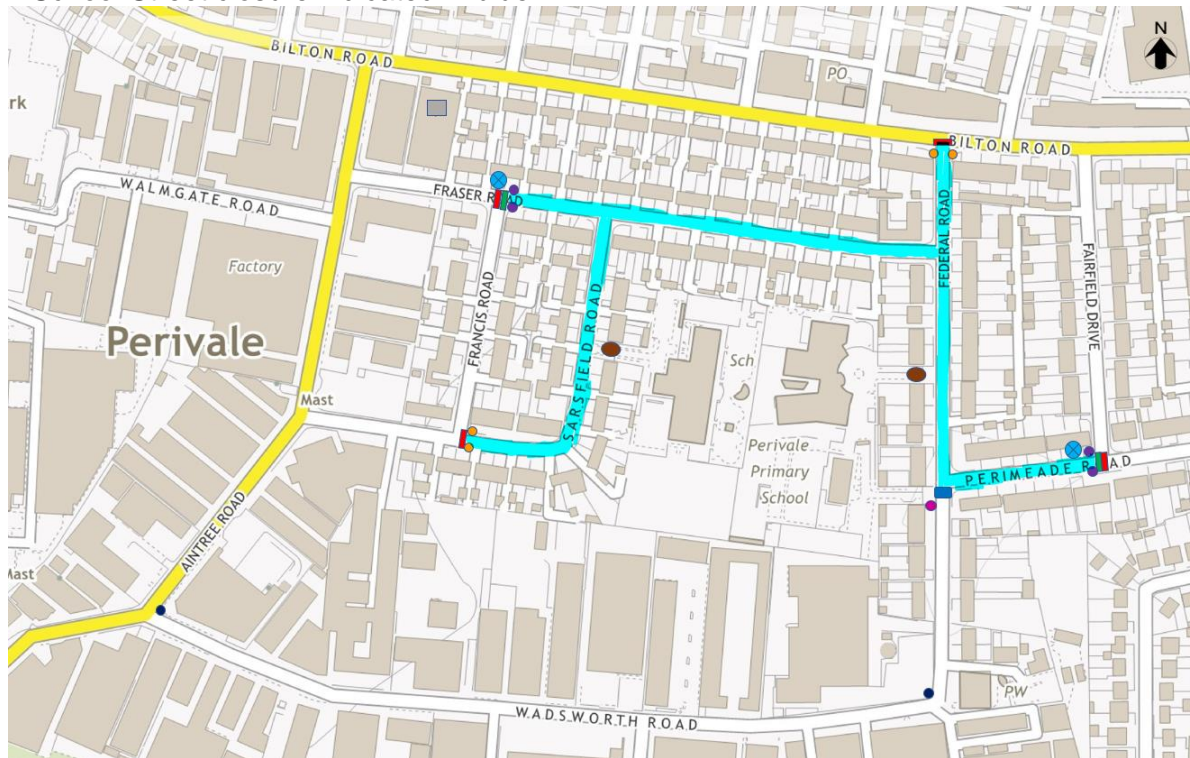 N
BILTON ROAD
PO
rk
BILTON ROAD
WALMGATE ROAD
FRASER ROAD
FEDERAL ROAD
Factory
FAIRFIELD DRIVE
FRANCIS ROAD
SARSFIELD ROAD
Perivale
Sch
Mast
Perivale
Primary
School
PERIMEADE ROAD
AINTREE ROAD
Mast
PW
WADSWORTH ROAD